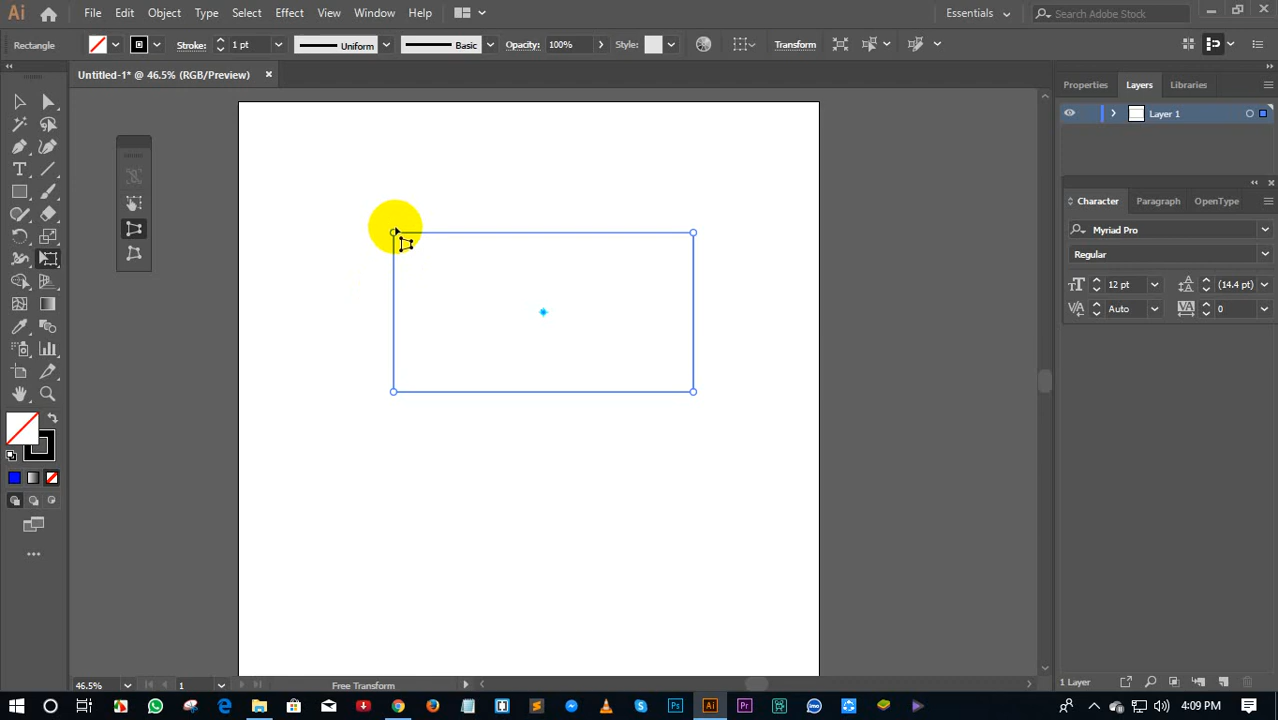 Ai File Edit Object Type Select Effect View Window Help Essentials Search Adobe Stock
Rectangle Stroke: 1 pt Uniform Basic Opacity: 100% Style: Transform
Untitled-1* @ 46.5% (RGB/Preview)
Properties Layers Libraries
Layer 1
Character Paragraph OpenType
Myriad Pro
Regular
12 pt (14.4 pt)
Auto 0
46.5% 1 Free Transform
1 Layer
4:09 PM